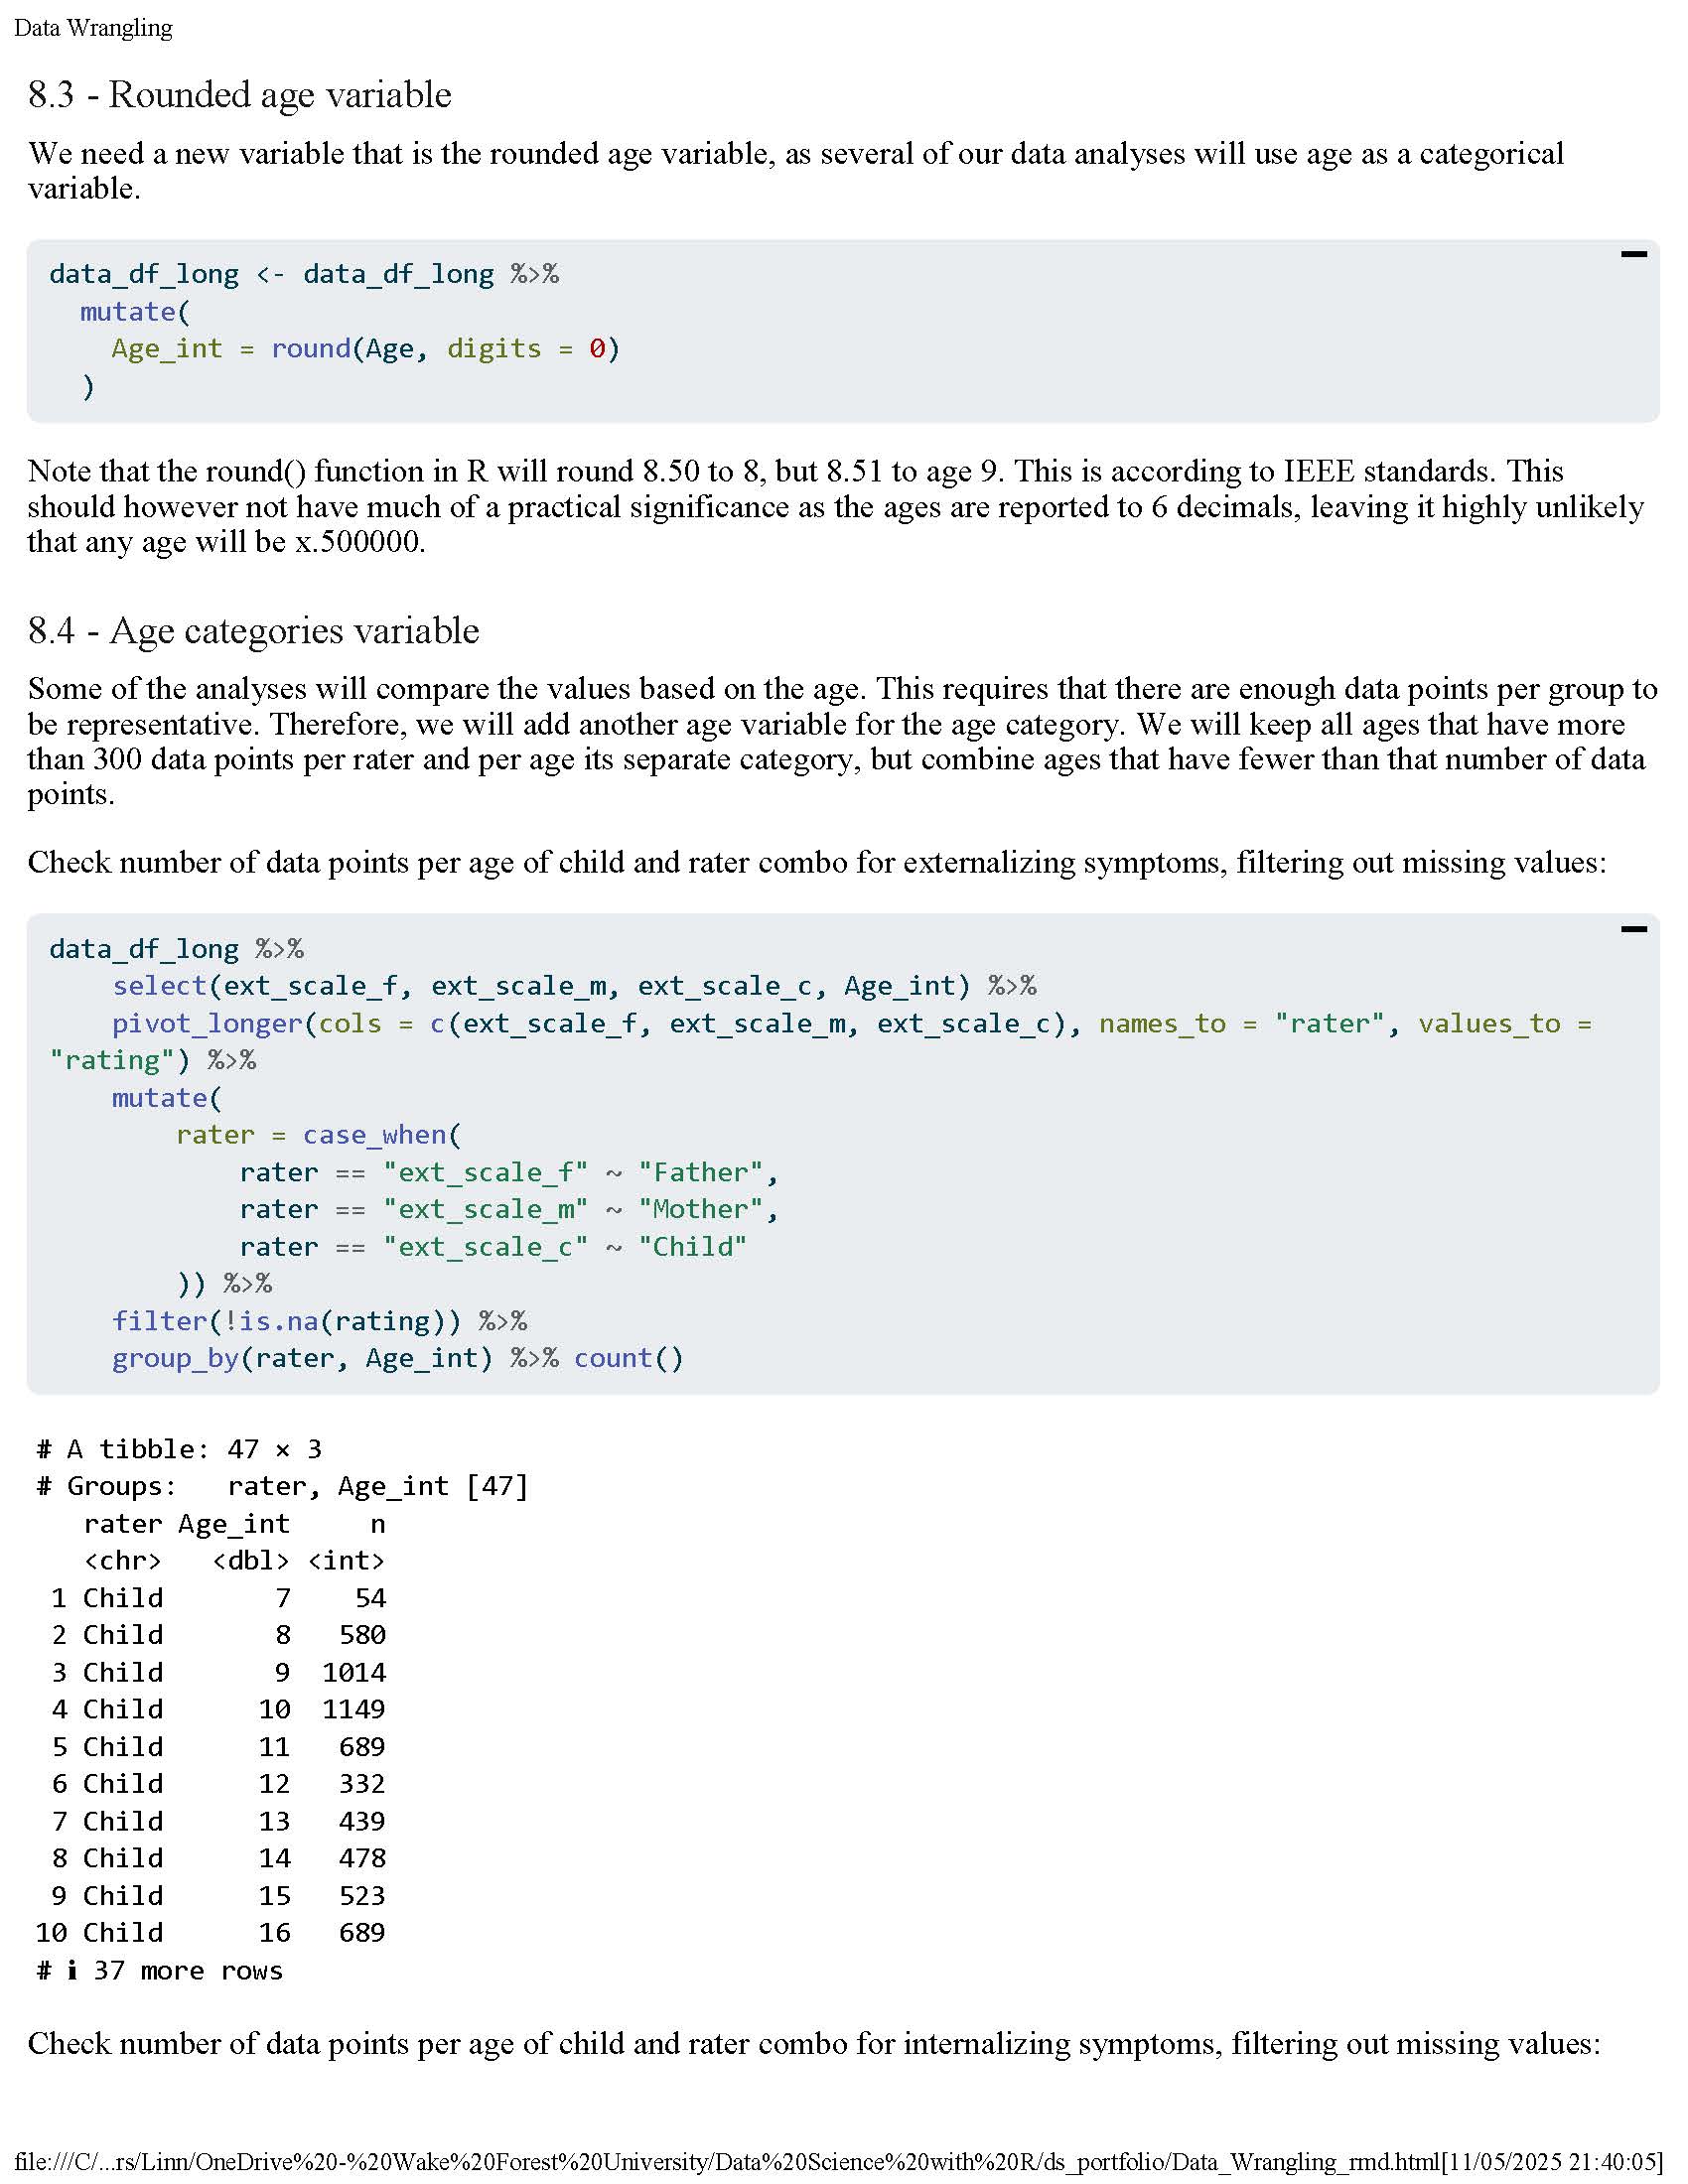 Data Wrangling
8.3 - Rounded age variable
We need a new variable that is the rounded age variable, as several of our data analyses will use age as a categorical
variable.
data_df_long <- data_df_long %>%
  mutate(
    Age_int = round(Age, digits = 0)
  )
Note that the round() function in R will round 8.50 to 8, but 8.51 to age 9. This is according to IEEE standards. This
should however not have much of a practical significance as the ages are reported to 6 decimals, leaving it highly unlikely
that any age will be x.500000.
8.4 - Age categories variable
Some of the analyses will compare the values based on the age. This requires that there are enough data points per group to
be representative. Therefore, we will add another age variable for the age category. We will keep all ages that have more
than 300 data points per rater and per age its separate category, but combine ages that have fewer than that number of data
points.
Check number of data points per age of child and rater combo for externalizing symptoms, filtering out missing values:
data_df_long %>%
    select(ext_scale_f, ext_scale_m, ext_scale_c, Age_int) %>%
    pivot_longer(cols = c(ext_scale_f, ext_scale_m, ext_scale_c), names_to = "rater", values_to =
"rating") %>%
    mutate(
        rater = case_when(
            rater == "ext_scale_f" ~ "Father",
            rater == "ext_scale_m" ~ "Mother",
            rater == "ext_scale_c" ~ "Child"
        )) %>%
    filter(!is.na(rating)) %>%
    group_by(rater, Age_int) %>% count()
# A tibble: 47 × 3
# Groups:   rater, Age_int [47]
   rater Age_int     n
   <chr>   <dbl> <int>
 1 Child       7    54
 2 Child       8   580
 3 Child       9  1014
 4 Child      10  1149
 5 Child      11   689
 6 Child      12   332
 7 Child      13   439
 8 Child      14   478
 9 Child      15   523
10 Child      16   689
# ℹ 37 more rows
Check number of data points per age of child and rater combo for internalizing symptoms, filtering out missing values:
file:///C/...rs/Linn/OneDrive%20-%20Wake%20Forest%20University/Data%20Science%20with%20R/ds_portfolio/Data_Wrangling_rmd.html[11/05/2025 21:40:05]